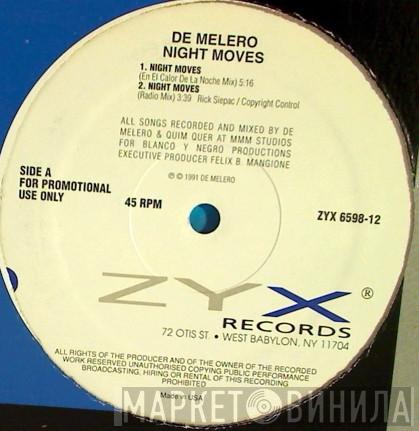 DE MELERO
NIGHT MOVES
1. NIGHT MOVES
(En El Calor De La Noche Mix) 5:16
2. NIGHT MOVES
(Radio Mix) 3:39 Rick Siepac / Copyright Control
ALL SONGS RECORDED AND MIXED BY DE
MELERO & QUIM QUER AT MMM STUDIOS
FOR BLANCO Y NEGRO PRODUCTIONS
EXECUTIVE PRODUCER FELIX B. MANGIONE
℗ © 1991 DE MELERO
SIDE A
FOR PROMOTIONAL
USE ONLY
45 RPM
ZYX 6598-12
ZYX ®
RECORDS
72 OTIS ST. • WEST BABYLON, NY 11704
ALL RIGHTS OF THE PRODUCER AND OF THE OWNER OF THE RECORDED
WORK RESERVED UNAUTHORISED COPYING PUBLIC PERFORMANCE
BROADCASTING, HIRING OR RENTAL OF THIS RECORDING
PROHIBITED
Made in USA
МАРКЕТ ВИНИЛА